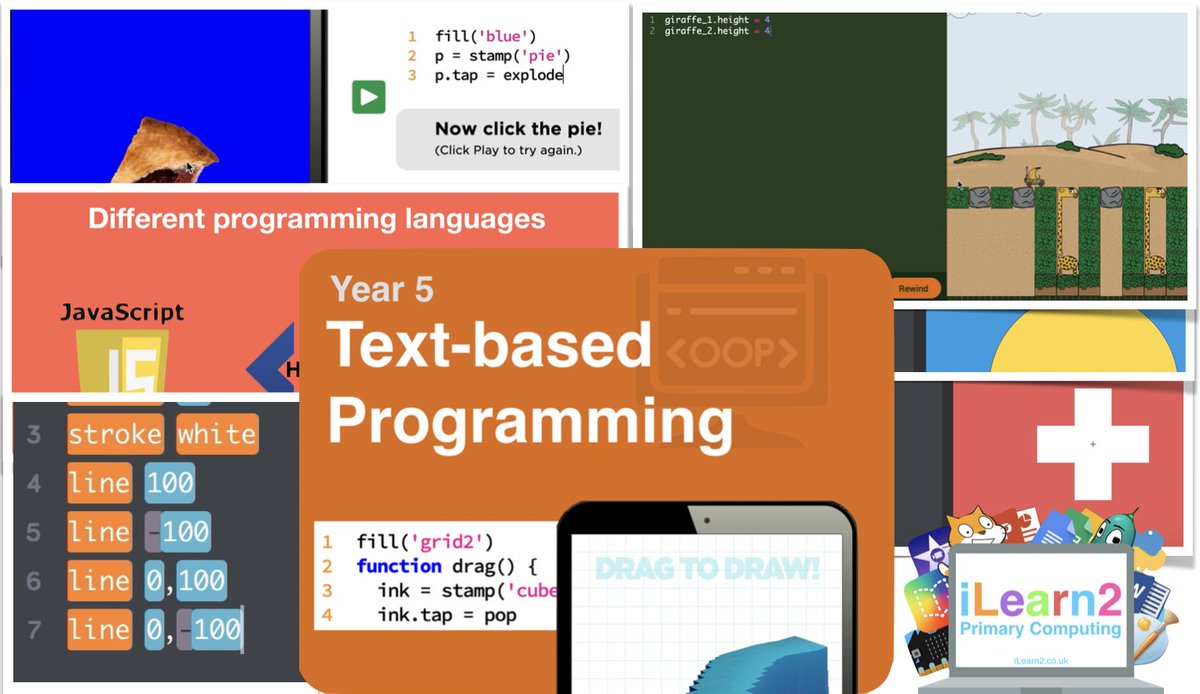 1 fill('blue')
2 p = stamp('pie')
3 p.tap = explode
Now click the pie!
(Click Play to try again.)
1 giraffe_1.height = 4
2 giraffe_2.height = 4
Rewind
Different programming languages
JavaScript
JS
H
3 stroke white
4 line 100
5 line -100
6 line 0,100
7 line 0,-100
Year 5
Text-based
Programming
<OOP>
1 fill('grid2')
2 function drag() {
3 ink = stamp('cube
4 ink.tap = pop
DRAG TO DRAW!
W
iLearn2
Primary Computing
iLearn2.co.uk